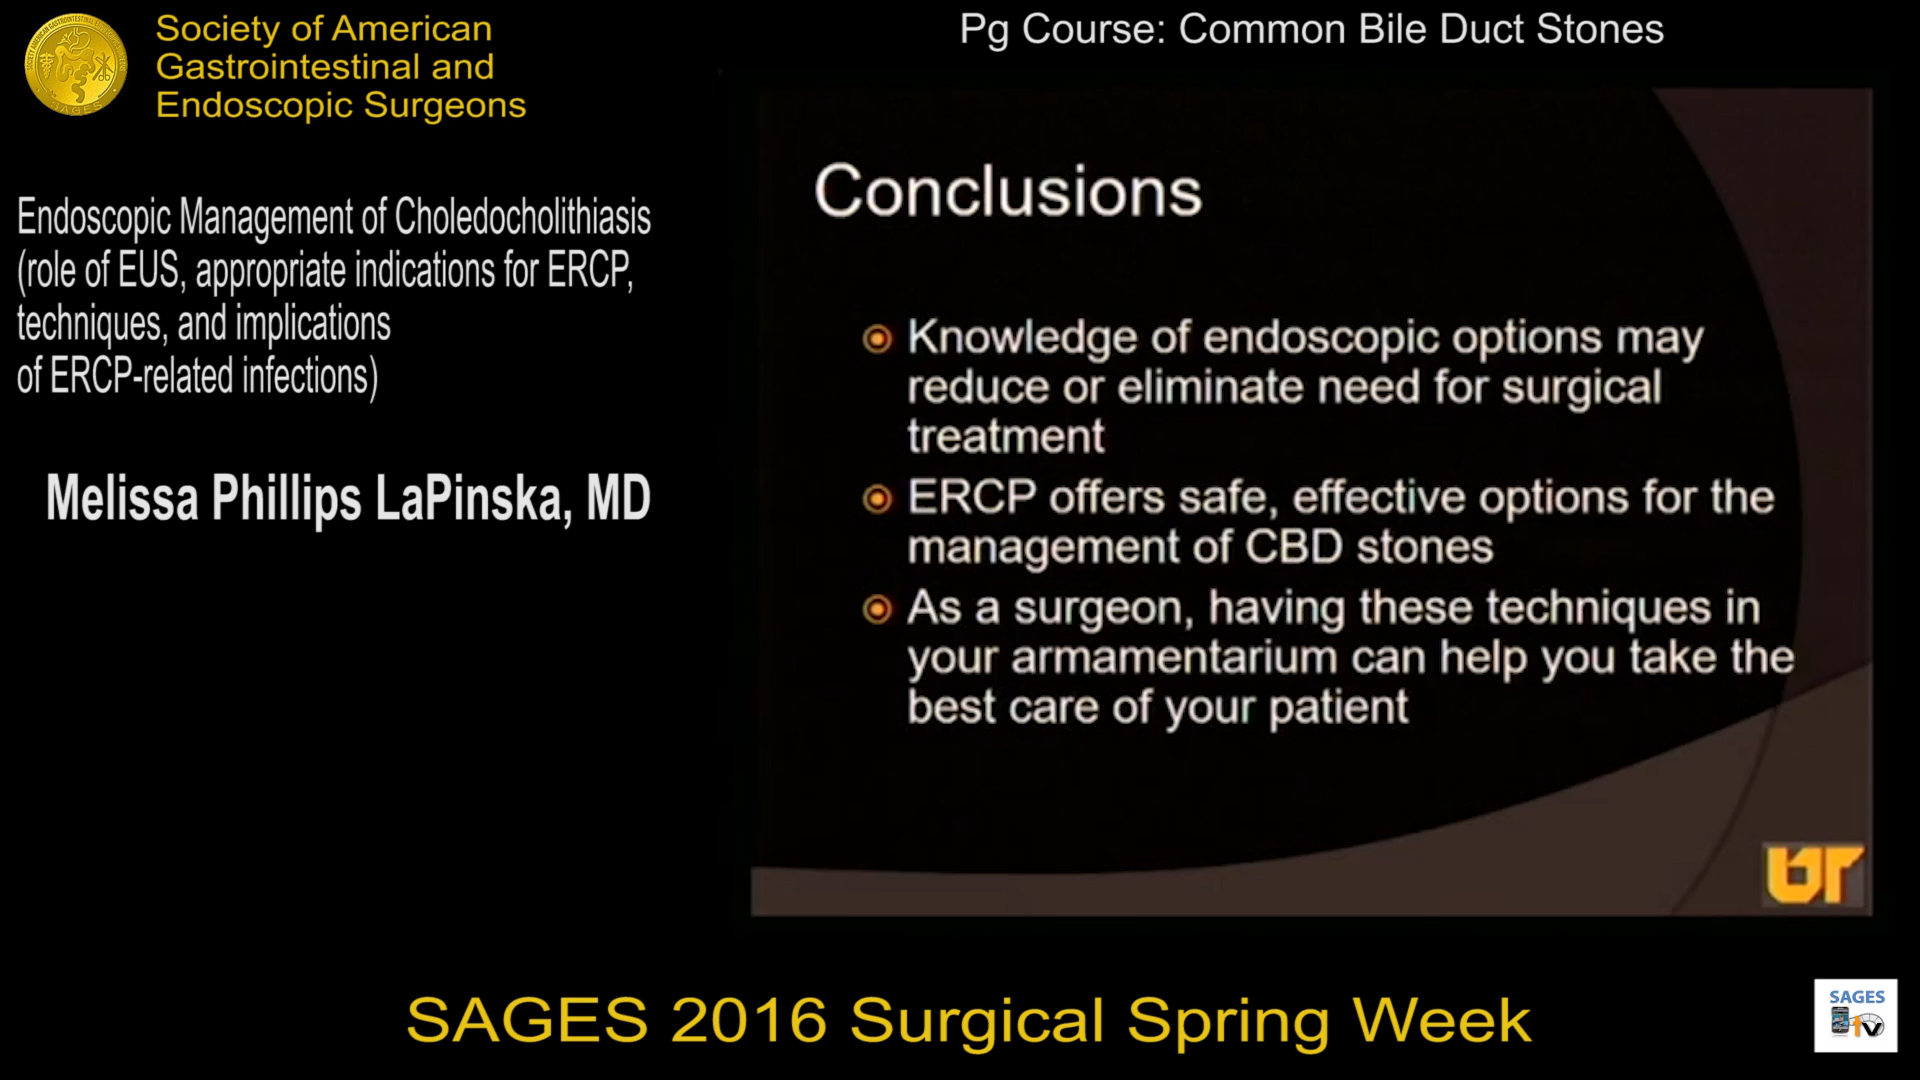 Society of American
Gastrointestinal and
Endoscopic Surgeons
Pg Course: Common Bile Duct Stones
Endoscopic Management of Choledocholithiasis
(role of EUS, appropriate indications for ERCP,
techniques, and implications
of ERCP-related infections)
Melissa Phillips LaPinska, MD
Conclusions
Knowledge of endoscopic options may
reduce or eliminate need for surgical
treatment
ERCP offers safe, effective options for the
management of CBD stones
As a surgeon, having these techniques in
your armamentarium can help you take the
best care of your patient
UT
SAGES 2016 Surgical Spring Week
SAGES
tv